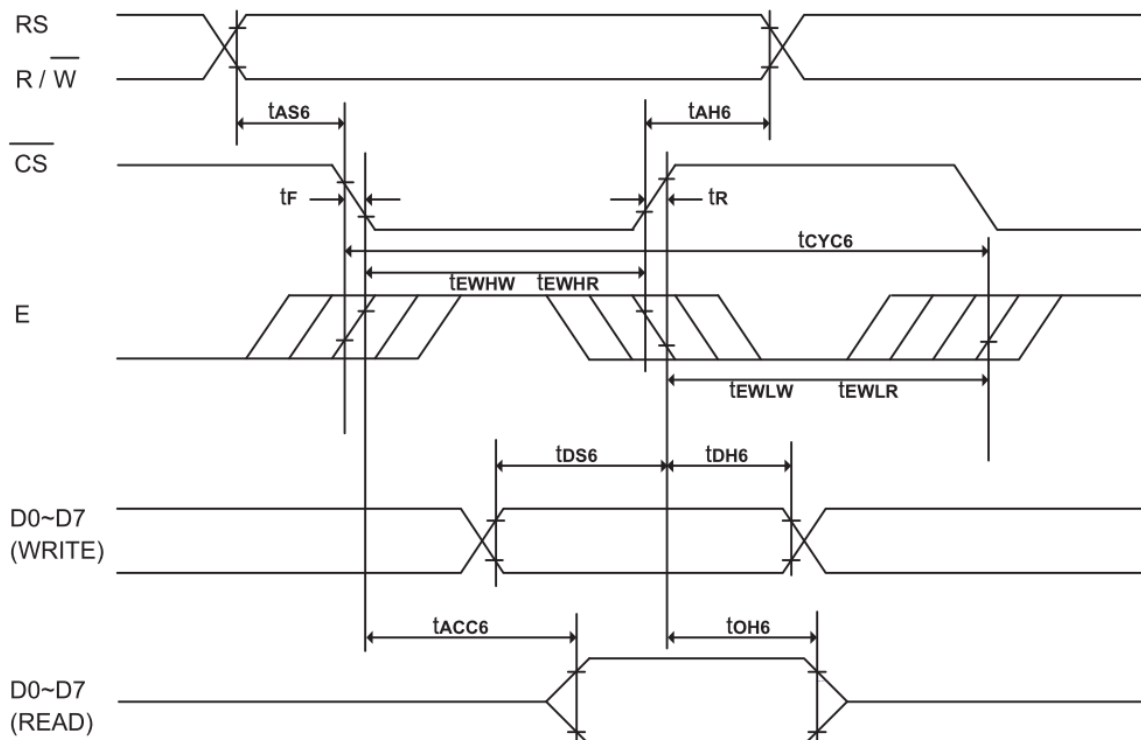 RS
R / W
tAS6 tAH6
CS
tF tR
tCYC6
tEWHW tEWHR
E
tEWLW tEWLR
tDS6 tDH6
D0~D7
(WRITE)
tACC6 tOH6
D0~D7
(READ)